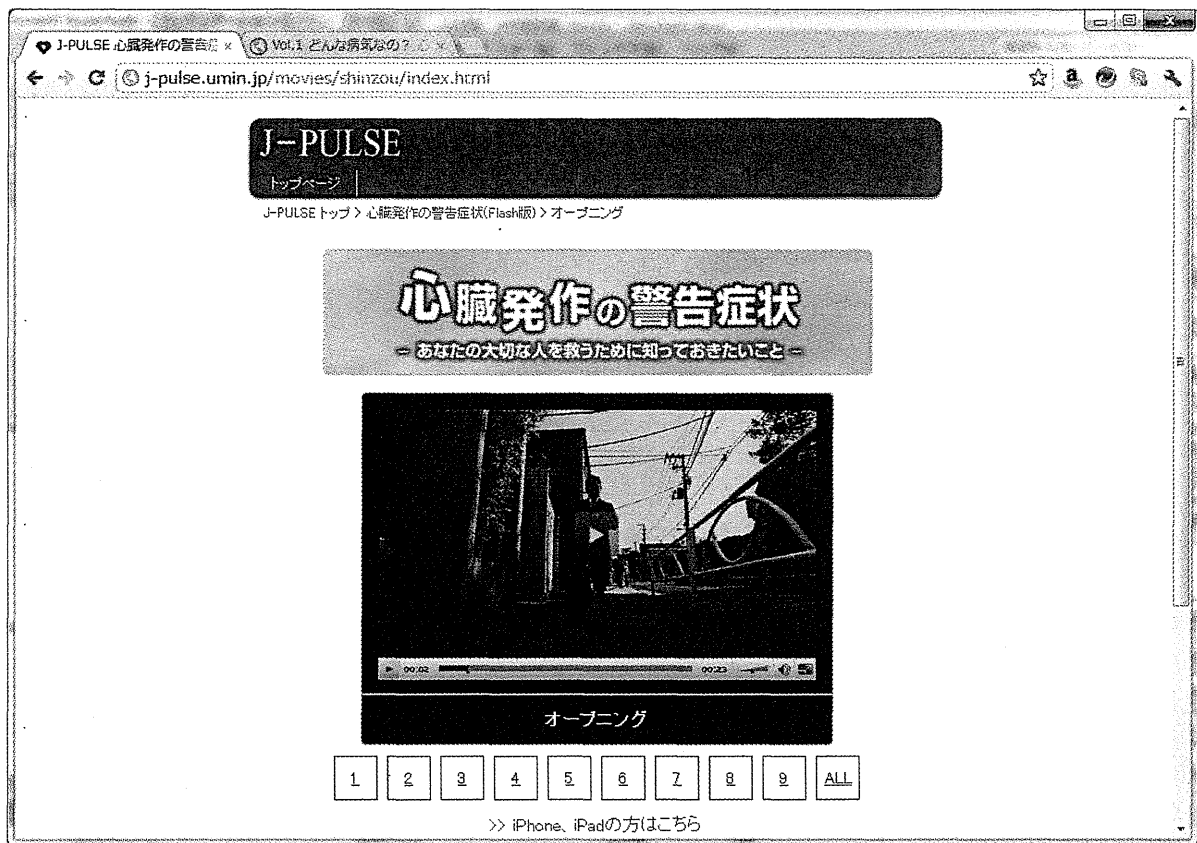 J-PULSE 心臓発作の警告症 × Vol.1 どんな病気なの？ 心 ×
j-pulse.umin.jp/movies/shinzou/index.html
J-PULSE
トップページ
J-PULSE トップ > 心臓発作の警告症状(Flash版) > オープニング
心臓発作の警告症状
－ あなたの大切な人を救うために知っておきたいこと －
00:02 00:23
オープニング
1 2 3 4 5 6 7 8 9 ALL
>> iPhone、iPadの方はこちら